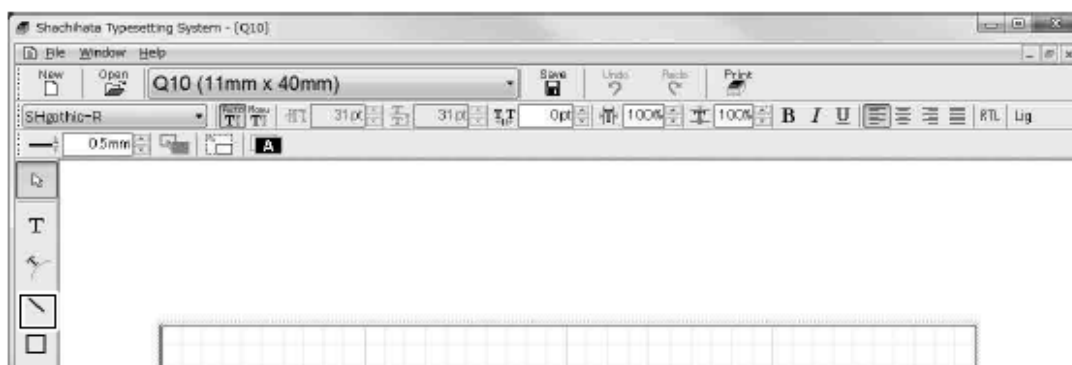 Shachihata Typesetting System - [Q10]
File Window Help
New Open Q10 (11mm x 40mm) Save Undo Redo Print
SHgothic-R 31pt 31pt 0pt 100% 100% B I U RTL Lig
0.5mm A
T